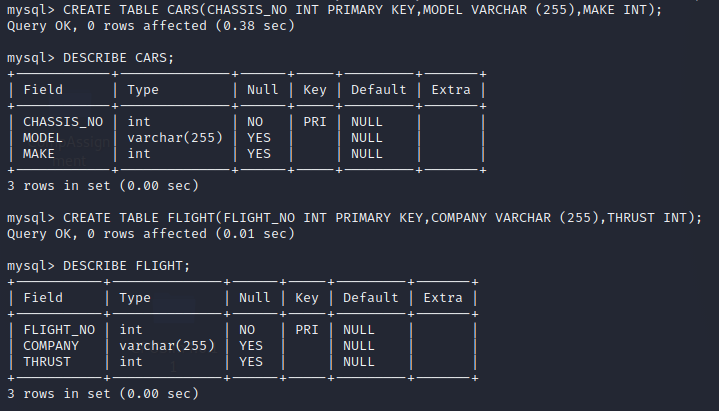 mysql> CREATE TABLE CARS(CHASSIS_NO INT PRIMARY KEY,MODEL VARCHAR (255),MAKE INT);
Query OK, 0 rows affected (0.38 sec)
mysql> DESCRIBE CARS;
| Field | Type | Null | Key | Default | Extra |
| CHASSIS_NO | int | NO | PRI | NULL | |
| MODEL | varchar(255) | YES | | NULL | |
| MAKE | int | YES | | NULL | |
3 rows in set (0.00 sec)
mysql> CREATE TABLE FLIGHT(FLIGHT_NO INT PRIMARY KEY,COMPANY VARCHAR (255),THRUST INT);
Query OK, 0 rows affected (0.01 sec)
mysql> DESCRIBE FLIGHT;
| Field | Type | Null | Key | Default | Extra |
| FLIGHT_NO | int | NO | PRI | NULL | |
| COMPANY | varchar(255) | YES | | NULL | |
| THRUST | int | YES | | NULL | |
3 rows in set (0.00 sec)